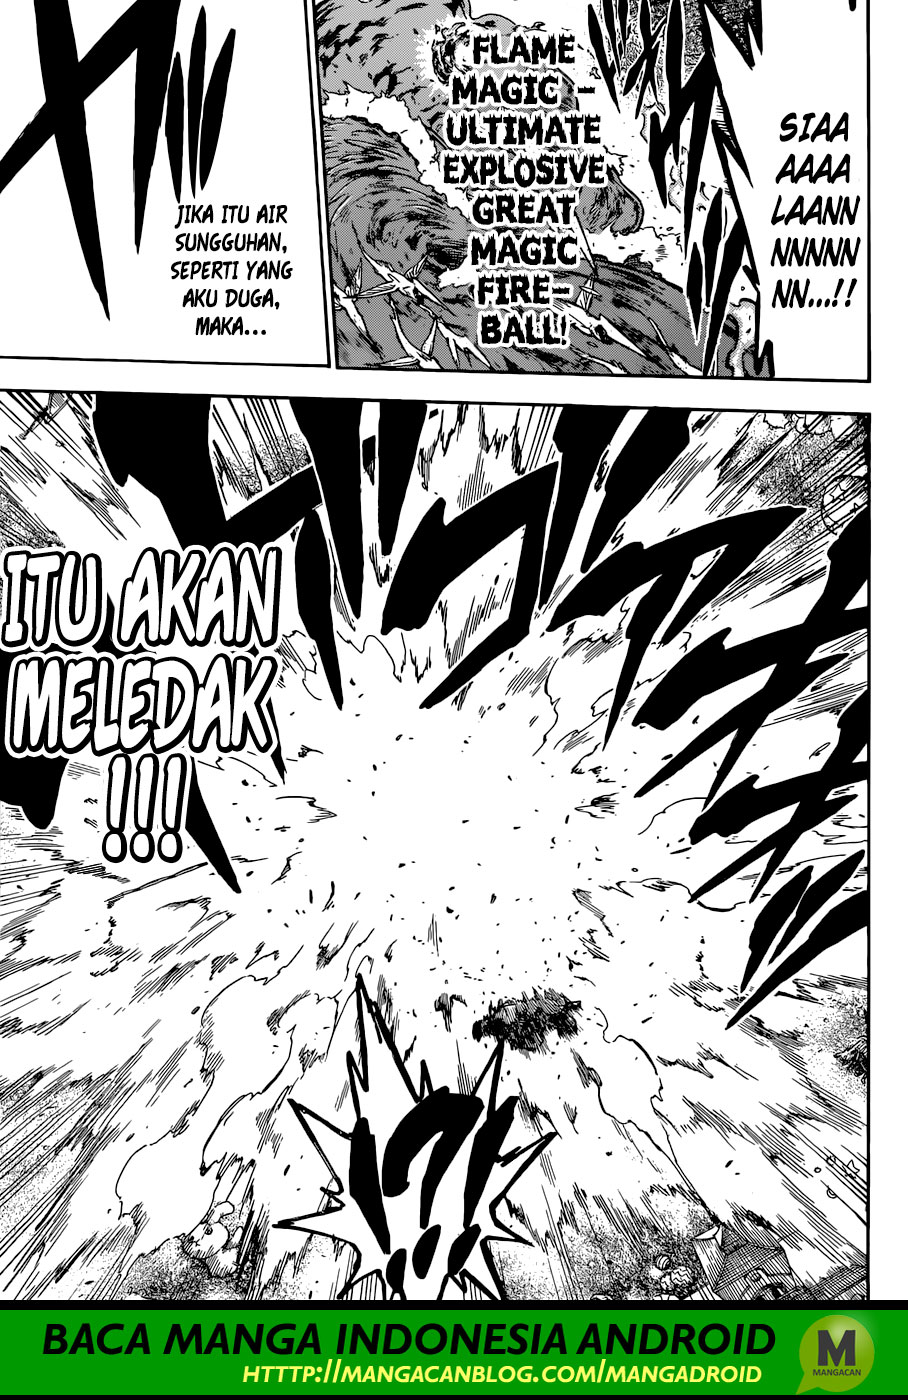 SIAA
AAAA
LAANN
NNNNN
NN...!!
FLAME
MAGIC -
ULTIMATE
EXPLOSIVE
GREAT
MAGIC
FIRE-
BALL!
JIKA ITU AIR
SUNGGUHAN,
SEPERTI YANG
AKU DUGA,
MAKA...
ITU AKAN
MELEDAK
!!!
!?!!
BACA MANGA INDONESIA ANDROID
HTTTP://MANGACANBLOG.COM/MANGADROID
M
MANGACAN